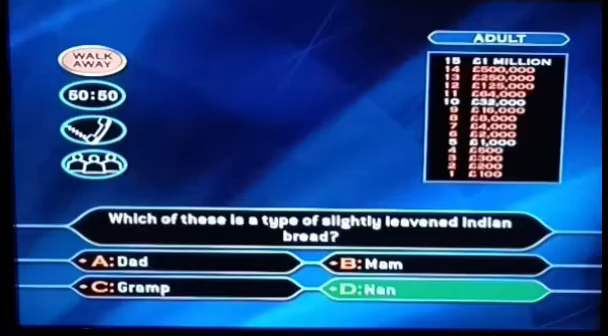 WALK
AWAY
50:50
ADULT
15 £1 MILLION
14 £500,000
13 £250,000
12 £125,000
11 £64,000
10 £32,000
9 £16,000
8 £8,000
7 £4,000
6 £2,000
5 £1,000
4 £500
3 £300
2 £200
1 £100
Which of these is a type of slightly leavened Indian
bread?
A: Dad
B: Mam
C: Gramp
D: Nan